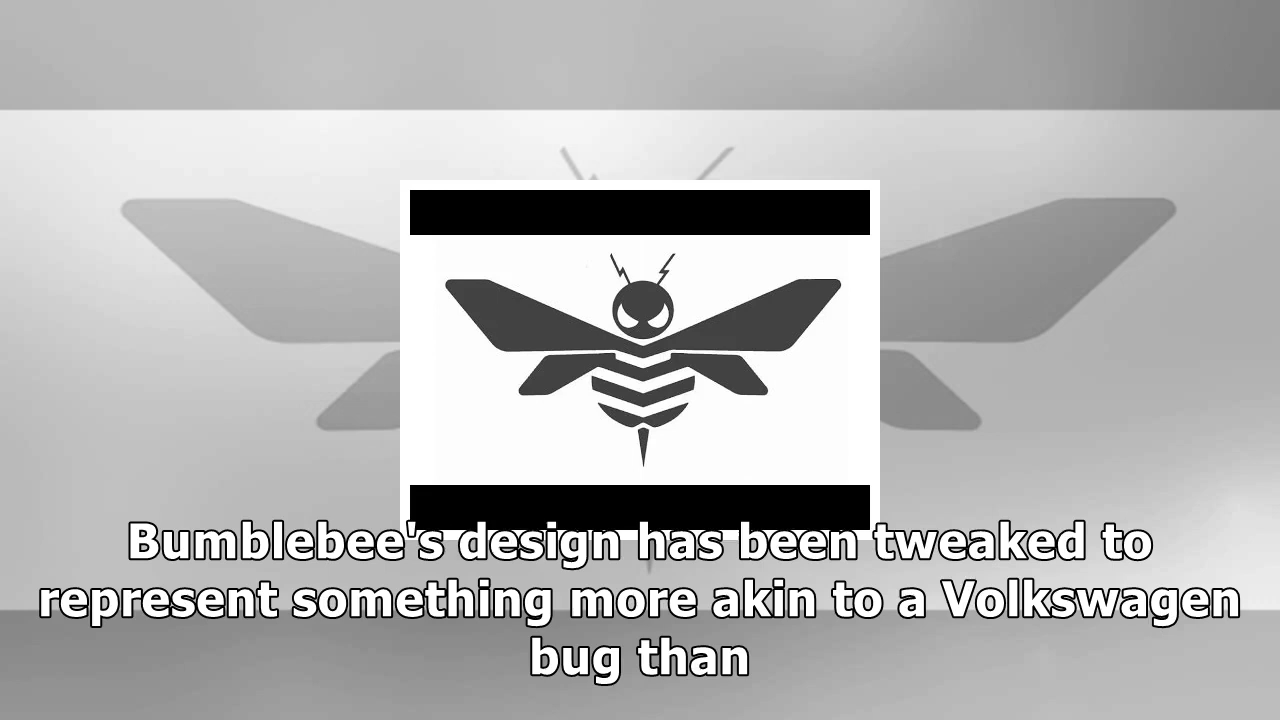 Bumblebee's design has been tweaked to
represent something more akin to a Volkswagen
bug than